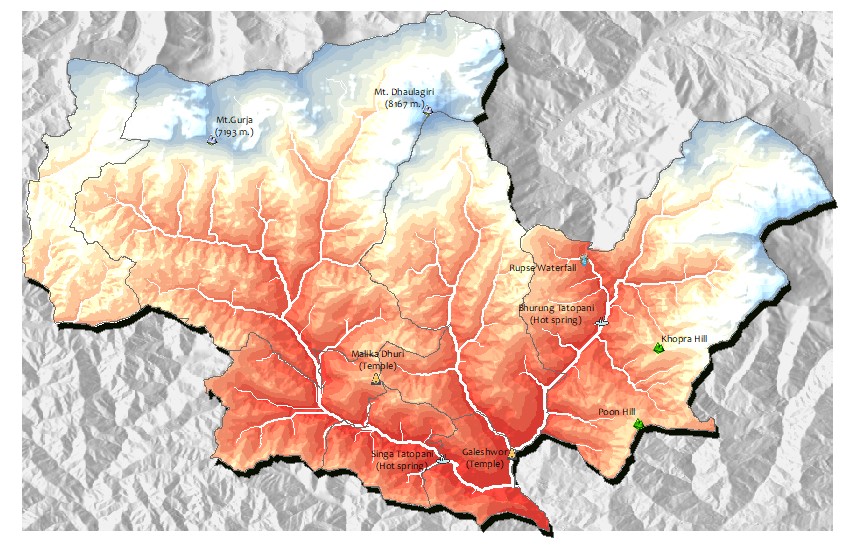 Mt. Dhaulagiri
(8167 m.)
Mt.Gurja
(7193 m.)
Rupse Waterfall
Bhurung Tatopani
(Hot spring)
Khopra Hill
Malika Dhuri
(Temple)
Poon Hill
Singa Tatopani
(Hot spring)
Galeshwor
(Temple)